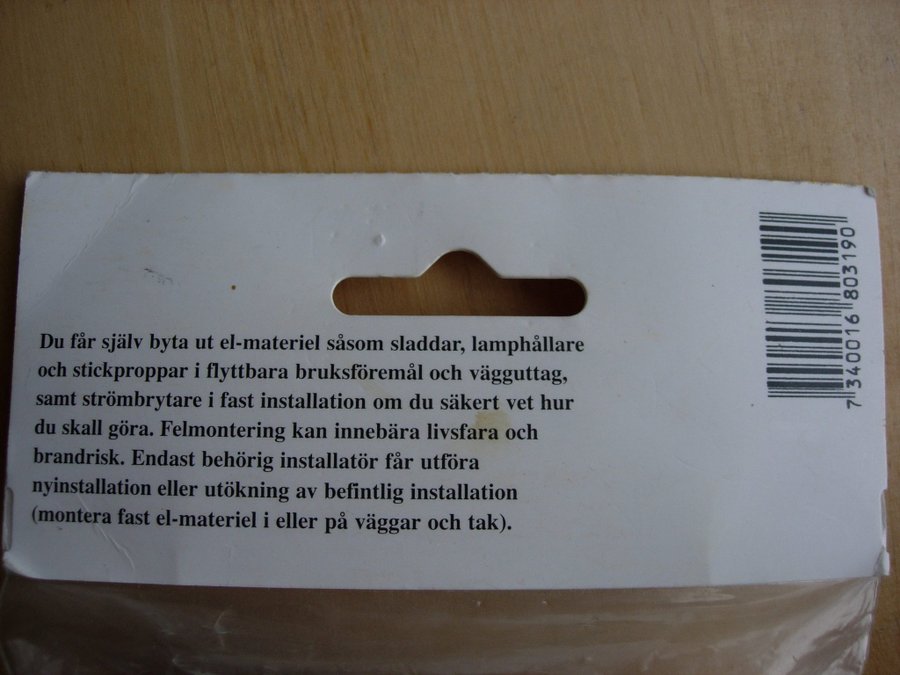 Du får själv byta ut el-materiel såsom sladdar, lamphållare
och stickproppar i flyttbara bruksföremål och vägguttag,
samt strömbrytare i fast installation om du säkert vet hur
du skall göra. Felmontering kan innebära livsfara och
brandrisk. Endast behörig installatör får utföra
nyinstallation eller utökning av befintlig installation
(montera fast el-materiel i eller på väggar och tak).
7 340016 803190